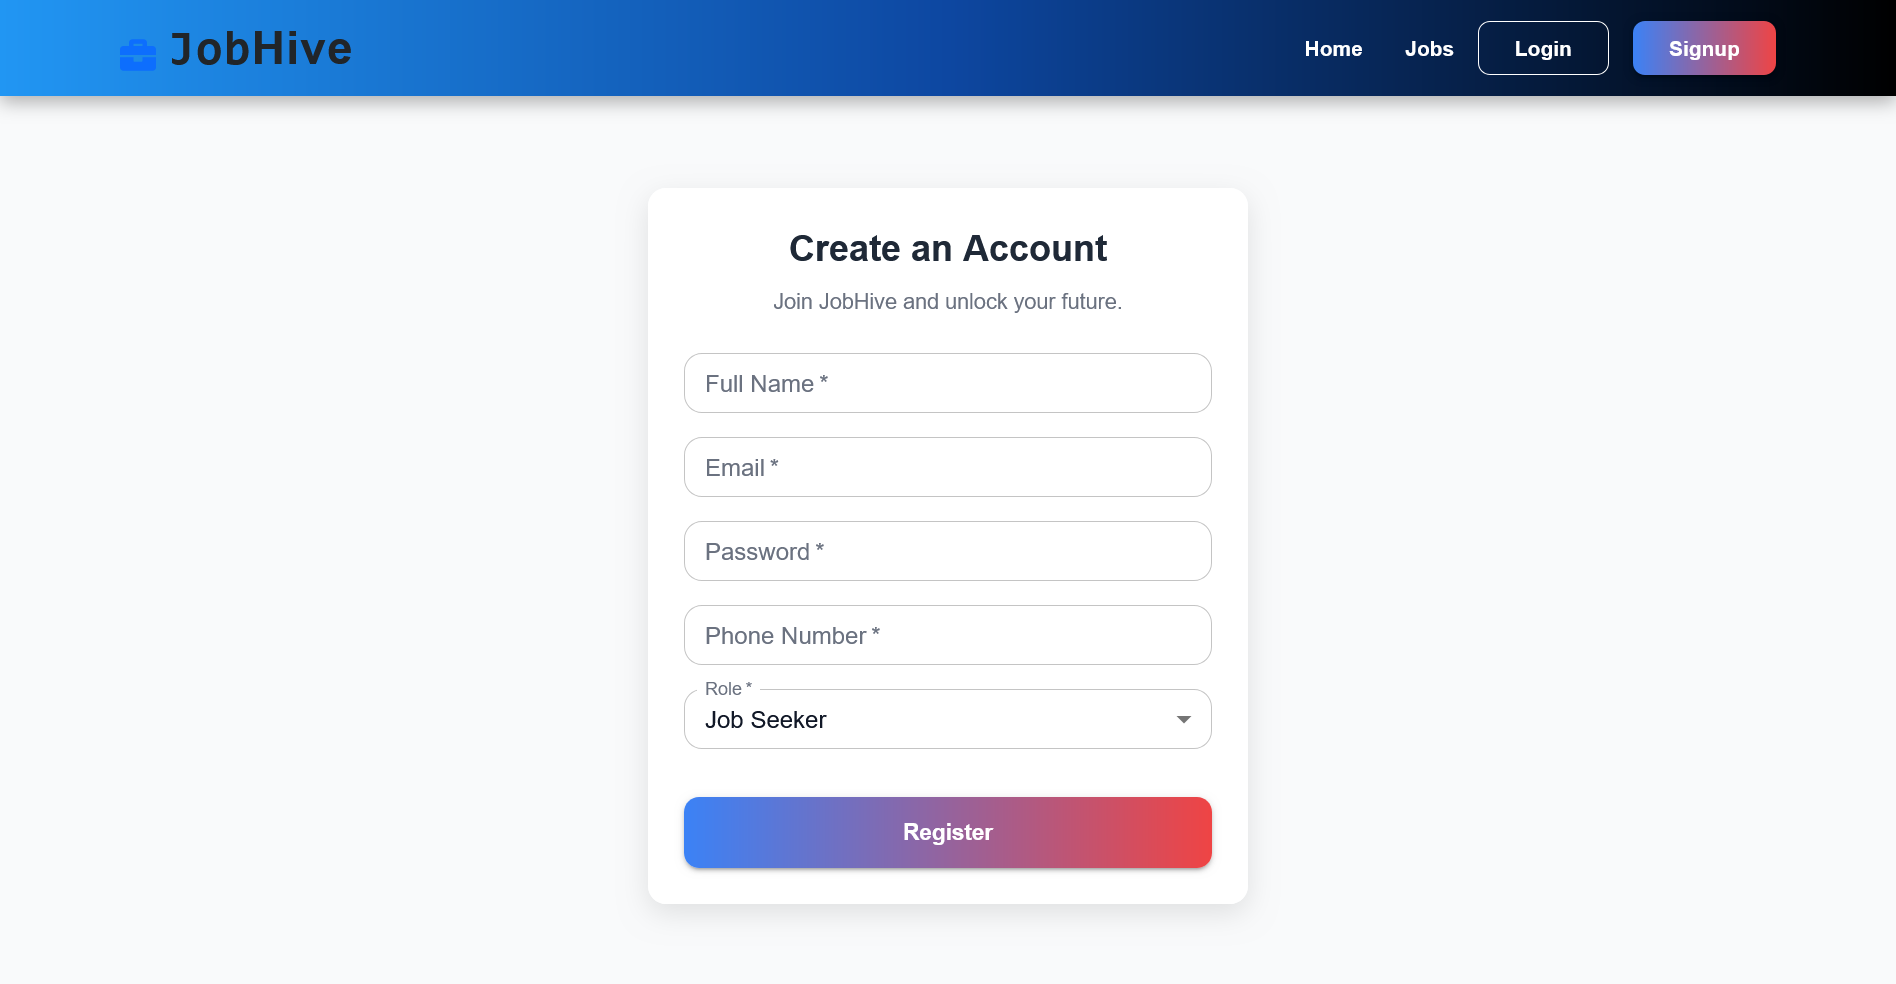 JobHive
Home
Jobs
Login
Signup
Create an Account
Join JobHive and unlock your future.
Full Name *
Email *
Password *
Phone Number *
Role *
Job Seeker
Register